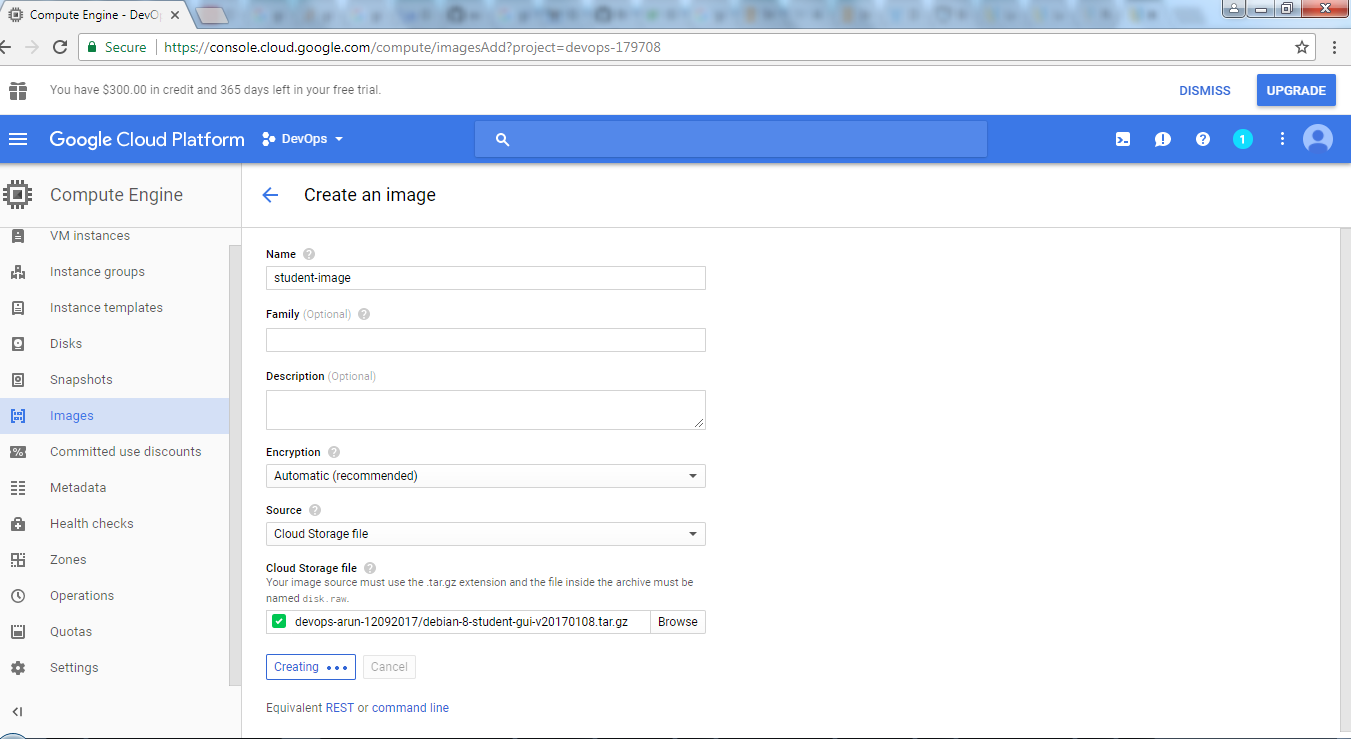 Compute Engine - DevO
Secure https://console.cloud.google.com/compute/imagesAdd?project=devops-179708
You have $300.00 in credit and 365 days left in your free trial. DISMISS UPGRADE
Google Cloud Platform DevOps 1
Compute Engine
Create an image
VM instances
Instance groups
Instance templates
Disks
Snapshots
Images
Committed use discounts
Metadata
Health checks
Zones
Operations
Quotas
Settings
Name ?
student-image
Family (Optional) ?
Description (Optional)
Encryption ?
Automatic (recommended)
Source ?
Cloud Storage file
Cloud Storage file ?
Your image source must use the .tar.gz extension and the file inside the archive must be
named disk.raw.
devops-arun-12092017/debian-8-student-gui-v20170108.tar.gz Browse
Creating Cancel
Equivalent REST or command line